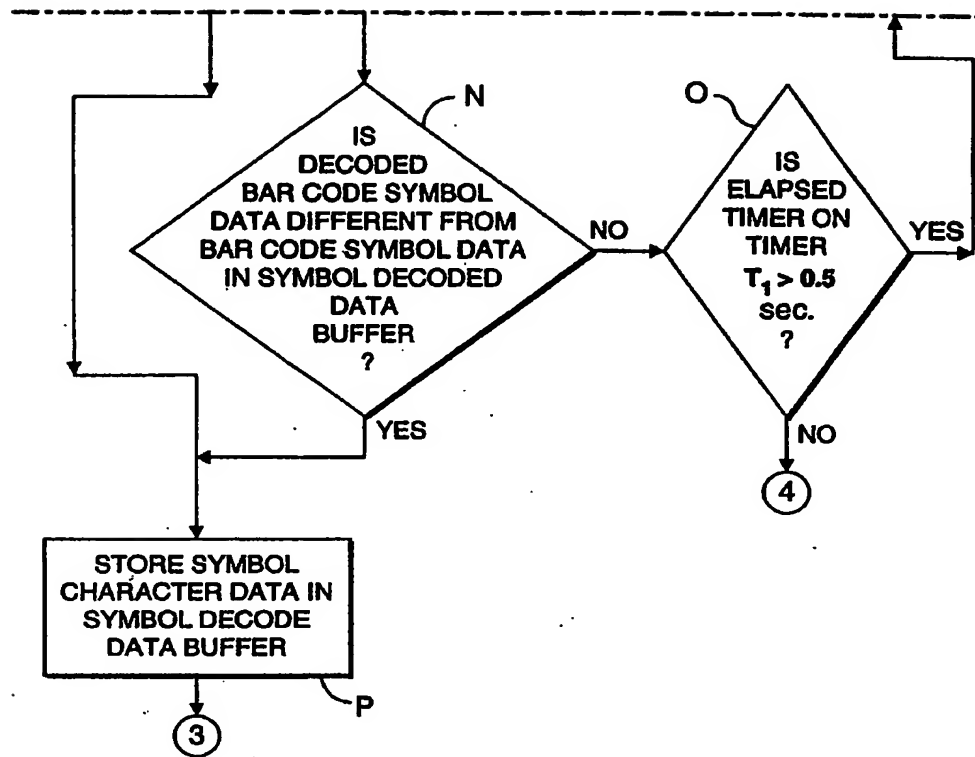 N
IS
DECODED
BAR CODE SYMBOL
DATA DIFFERENT FROM
BAR CODE SYMBOL DATA
IN SYMBOL DECODED
DATA
BUFFER
?
NO
YES
O
IS
ELAPSED
TIMER ON
TIMER
T₁ > 0.5
sec.
?
YES
NO
4
STORE SYMBOL
CHARACTER DATA IN
SYMBOL DECODE
DATA BUFFER
P
3